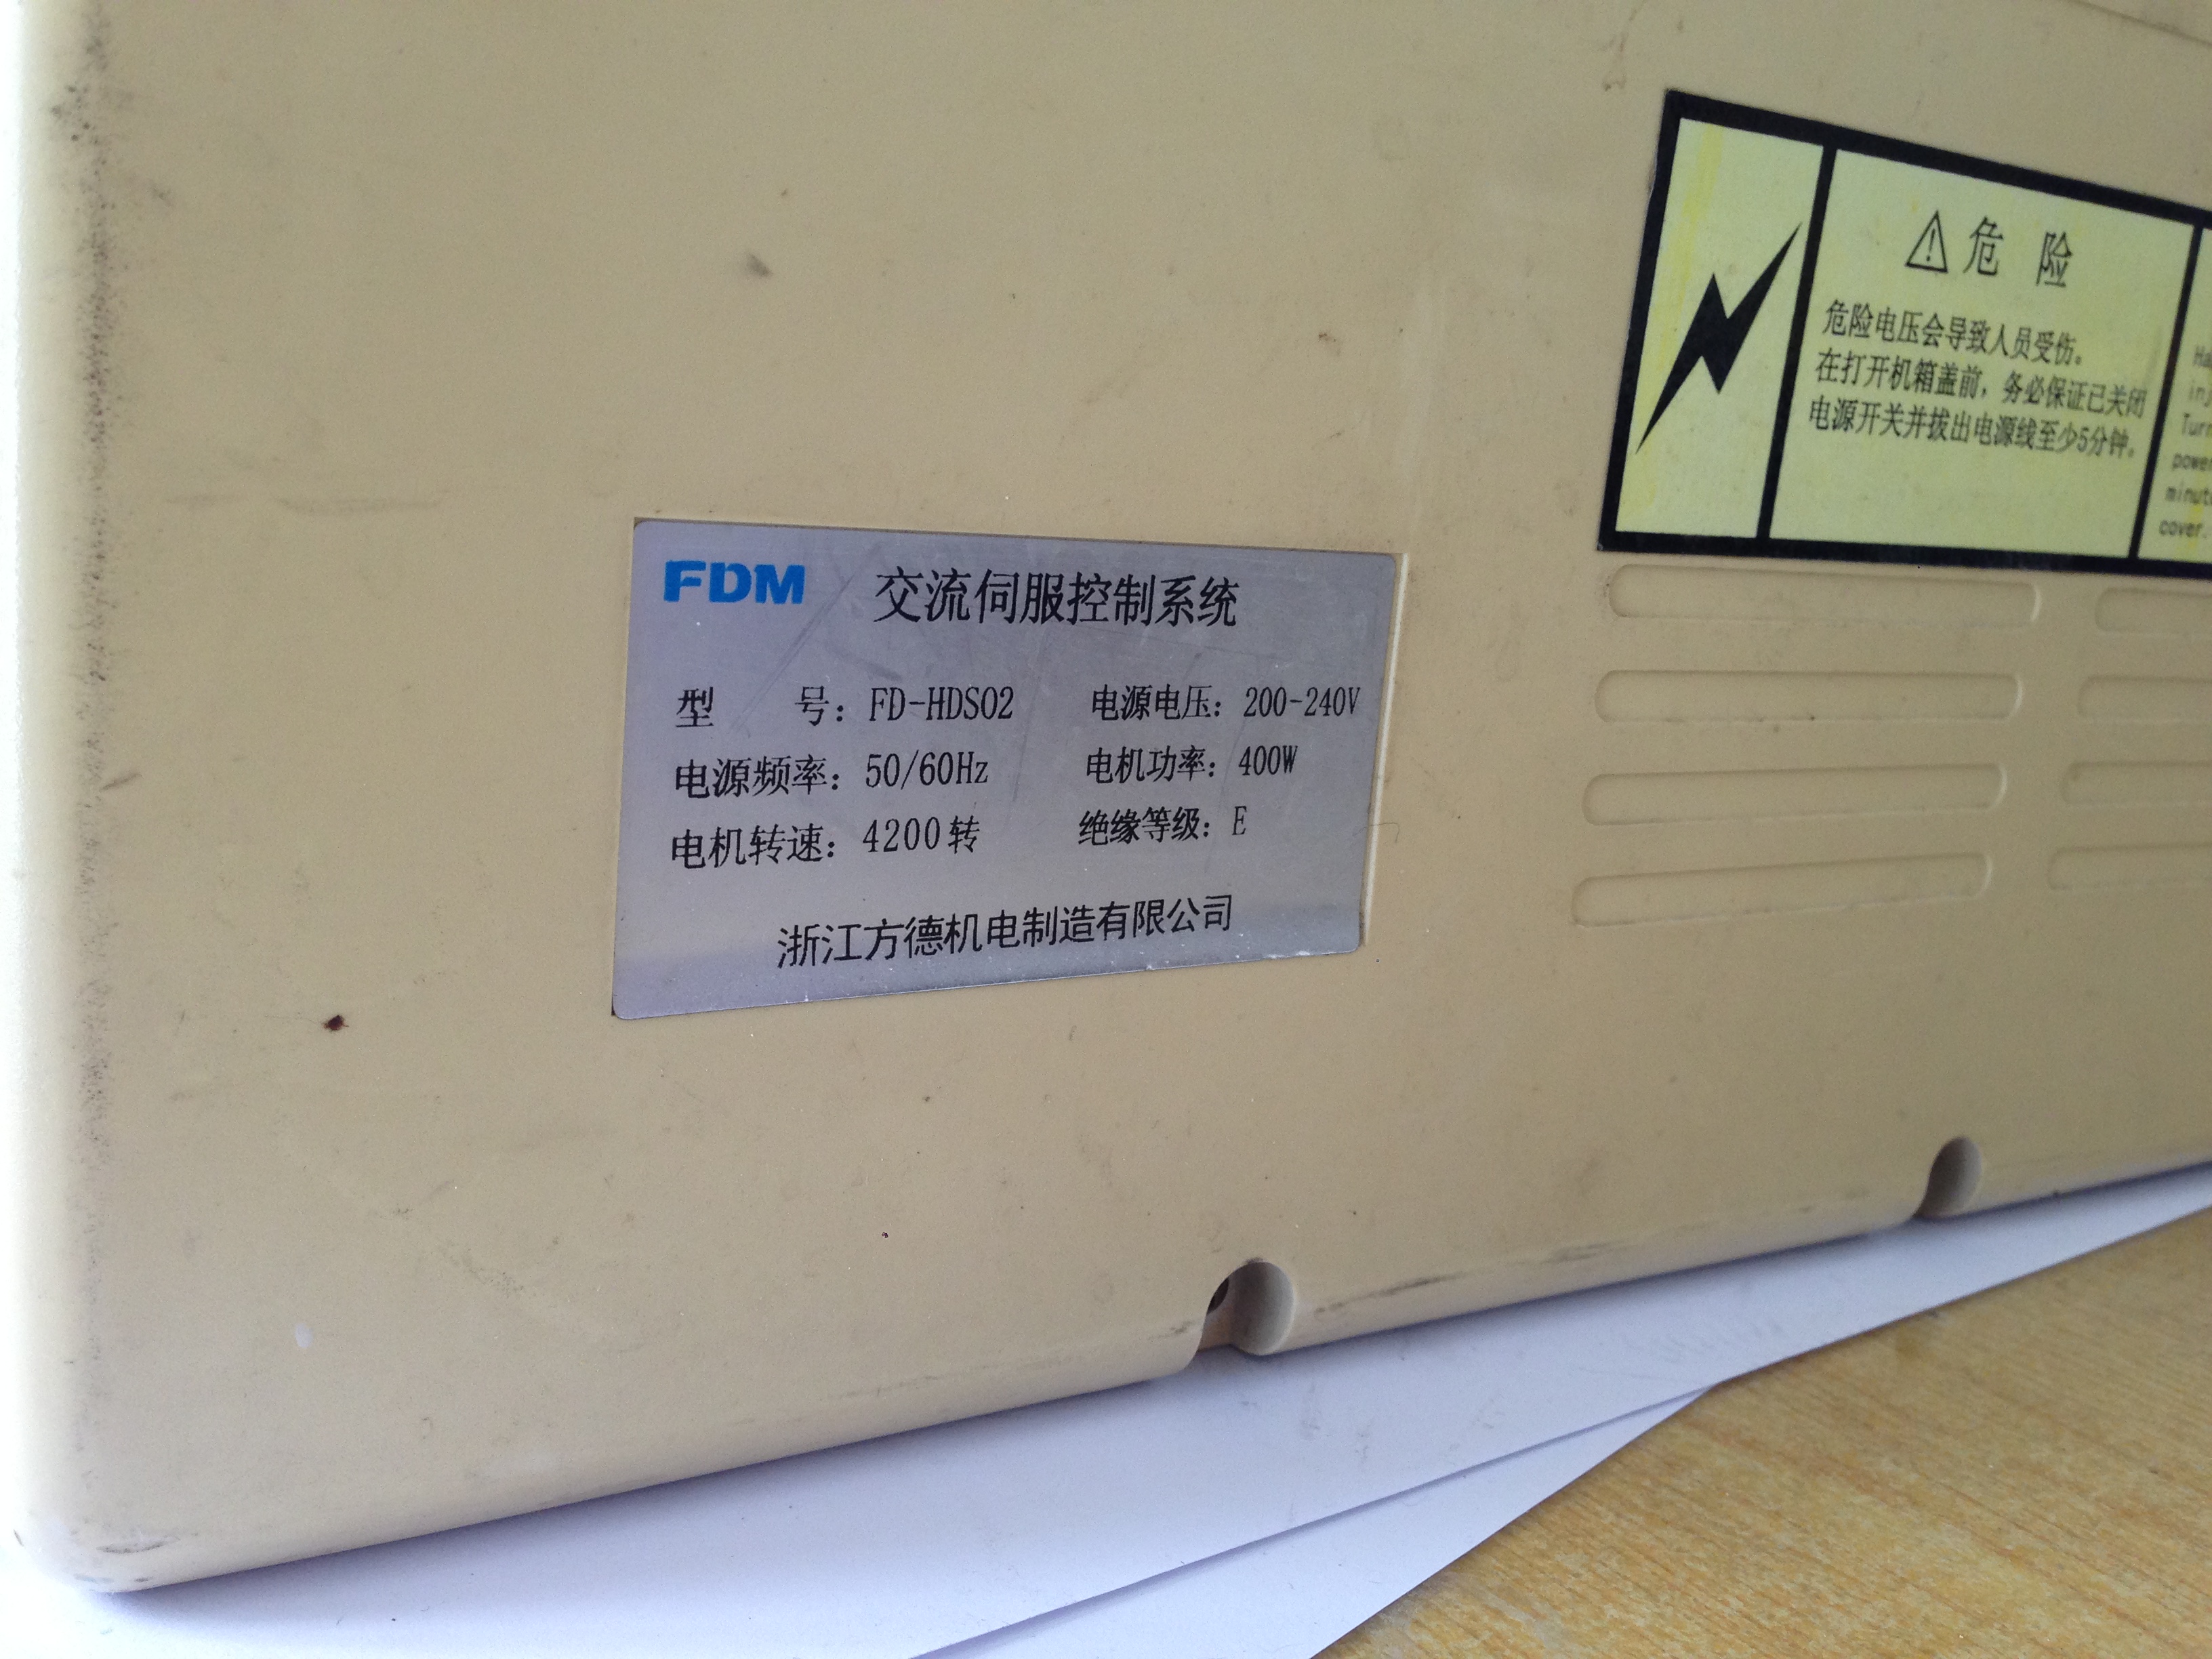 FDM 交流伺服控制系统
型 号：FD-HDS02 电源电压：200-240V
电源频率：50/60Hz 电机功率：400W
电机转速：4200转 绝缘等级：E
浙江方德机电制造有限公司
危 险
危险电压会导致人员受伤。
在打开机箱盖前，务必保证已关闭
电源开关并拔出电源线至少5分钟。
cover.